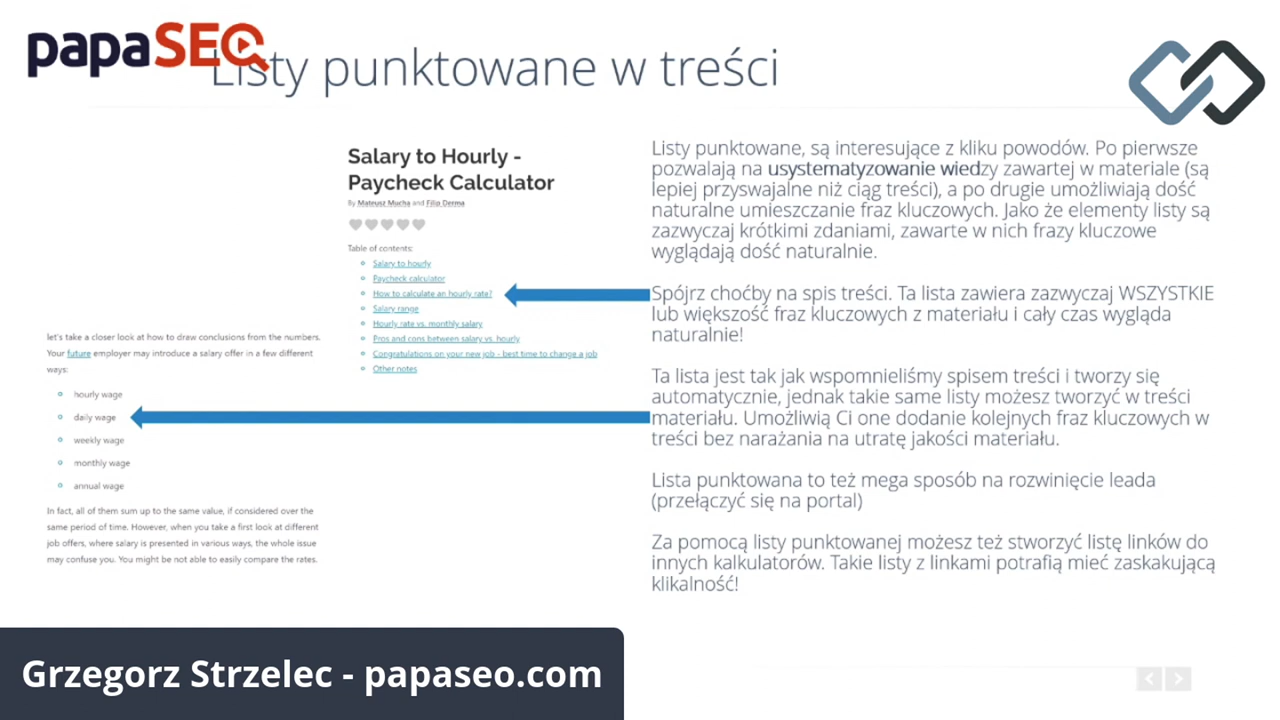 papaSEO
Listy punktowane w treści
Salary to Hourly -
Paycheck Calculator
By Mateusz Mucha and Filip Derma
Table of contents:
Salary to hourly
Paycheck calculator
How to calculate an hourly rate?
Salary range
Hourly rate vs. monthly salary
Pros and cons between salary vs. hourly
Congratulations on your new job - best time to change a job
Other notes
let's take a closer look at how to draw conclusions from the numbers.
Your future employer may introduce a salary offer in a few different
ways:
hourly wage
daily wage
weekly wage
monthly wage
annual wage
In fact, all of them sum up to the same value, if considered over the
same period of time. However, when you take a first look at different
job offers, where salary is presented in various ways, the whole issue
may confuse you. You might be not able to easily compare the rates.
Listy punktowane, są interesujące z kliku powodów. Po pierwsze
pozwalają na usystematyzowanie wiedzy zawartej w materiale (są
lepiej przyswajalne niż ciąg treści), a po drugie umożliwiają dość
naturalne umieszczanie fraz kluczowych. Jako że elementy listy są
zazwyczaj krótkimi zdaniami, zawarte w nich frazy kluczowe
wyglądają dość naturalnie.
Spójrz choćby na spis treści. Ta lista zawiera zazwyczaj WSZYSTKIE
lub większość fraz kluczowych z materiału i cały czas wygląda
naturalnie!
Ta lista jest tak jak wspomnieliśmy spisem treści i tworzy się
automatycznie, jednak takie same listy możesz tworzyć w treści
materiału. Umożliwią Ci one dodanie kolejnych fraz kluczowych w
treści bez narażania na utratę jakości materiału.
Lista punktowana to też mega sposób na rozwinięcie leada
(przełączyć się na portal)
Za pomocą listy punktowanej możesz też stworzyć listę linków do
innych kalkulatorów. Takie listy z linkami potrafią mieć zaskakującą
klikalność!
Grzegorz Strzelec - papaseo.com